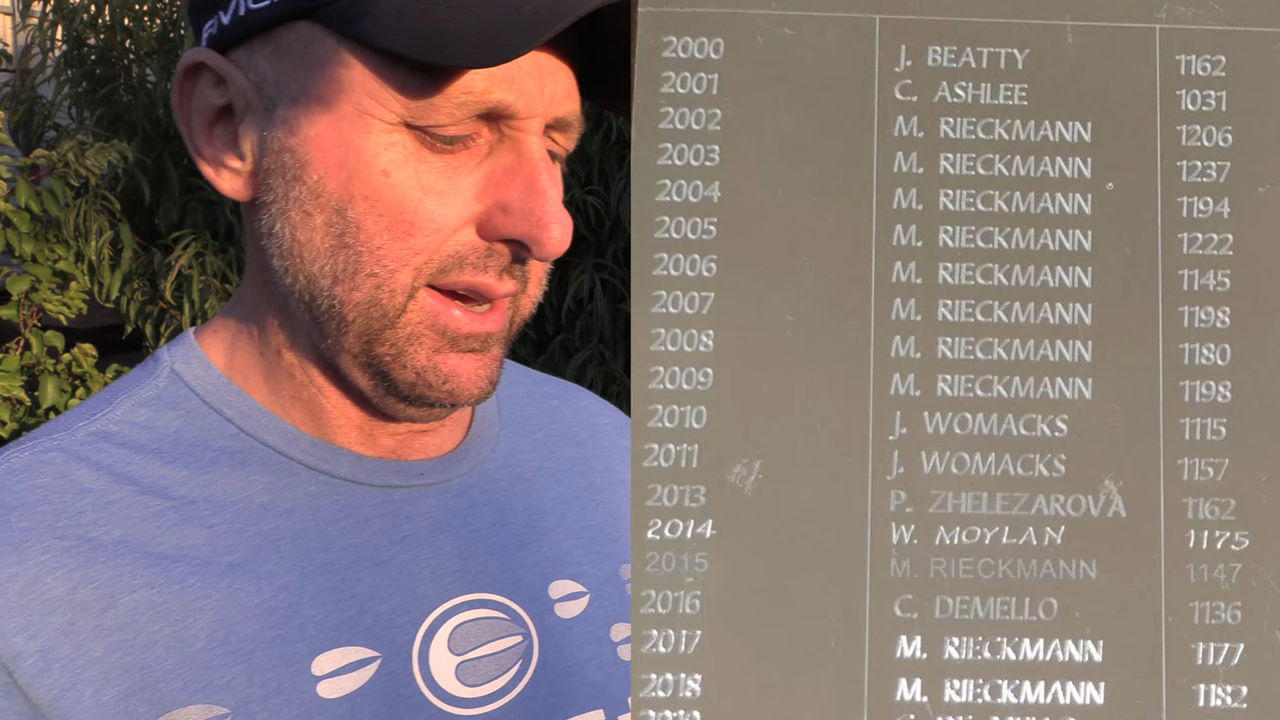 2000 J. BEATTY 1162
2001 C. ASHLEE 1031
2002 M. RIECKMANN 1206
2003 M. RIECKMANN 1237
2004 M. RIECKMANN 1194
2005 M. RIECKMANN 1222
2006 M. RIECKMANN 1145
2007 M. RIECKMANN 1198
2008 M. RIECKMANN 1180
2009 M. RIECKMANN 1198
2010 J. WOMACKS 1115
2011 J. WOMACKS 1157
2013 P. ZHELEZAROVA 1162
2014 W. MOYLAN 1175
2015 M. RIECKMANN 1147
2016 C. DEMELLO 1136
2017 M. RIECKMANN 1177
2018 M. RIECKMANN 1182